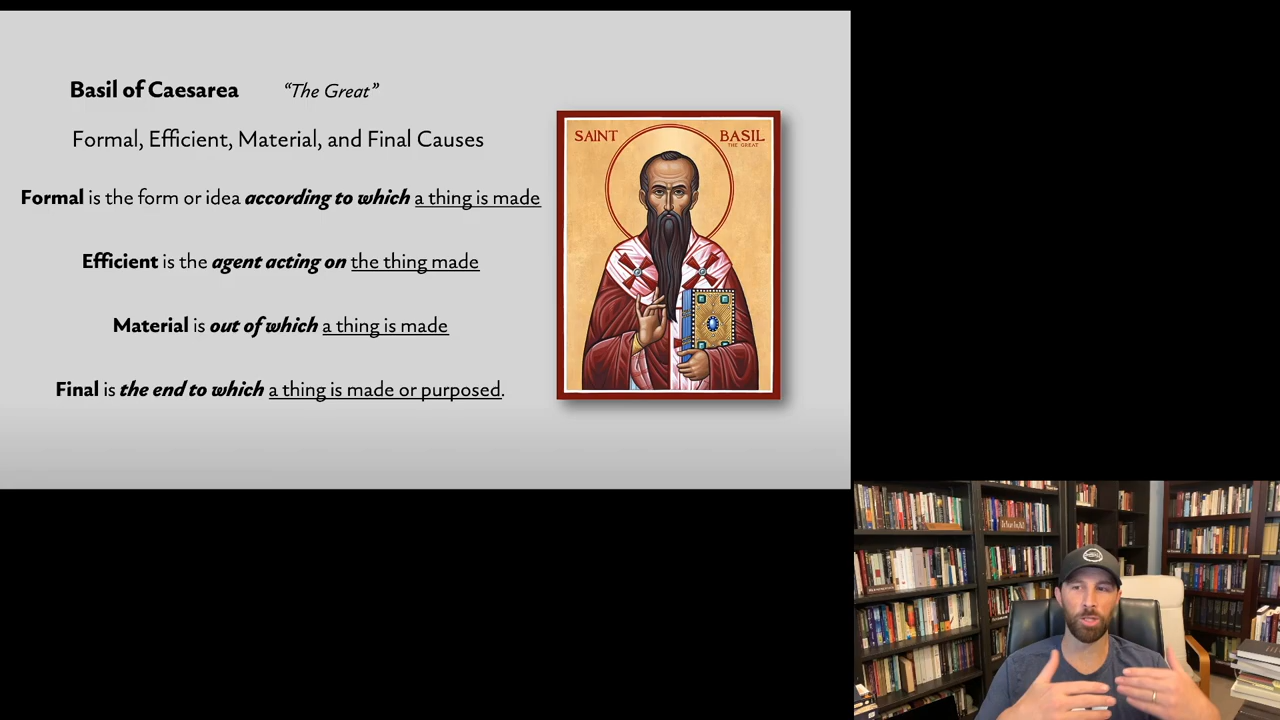 Basil of Caesarea “The Great”
Formal, Efficient, Material, and Final Causes
Formal is the form or idea according to which a thing is made
Efficient is the agent acting on the thing made
Material is out of which a thing is made
Final is the end to which a thing is made or purposed.
SAINT BASIL
THE GREAT